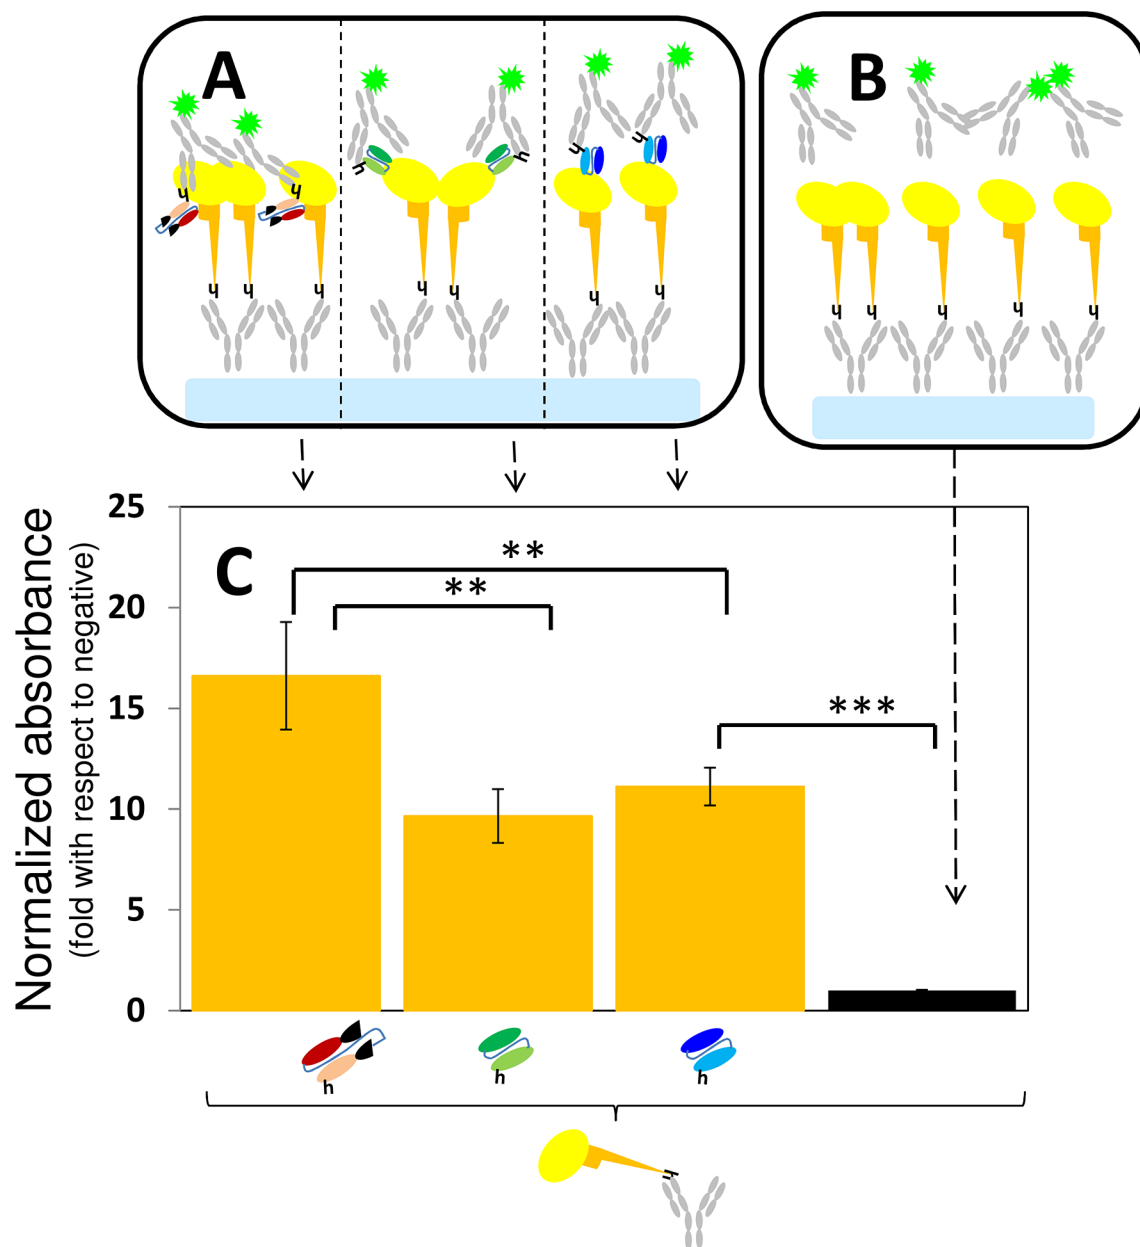 A
B
h
h
h
h
h
h
h h h h h h h
h h h h h
Normalized absorbance
(fold with respect to negative)
25
20
15
10
5
0
C
**
**
***
h
h
h
h